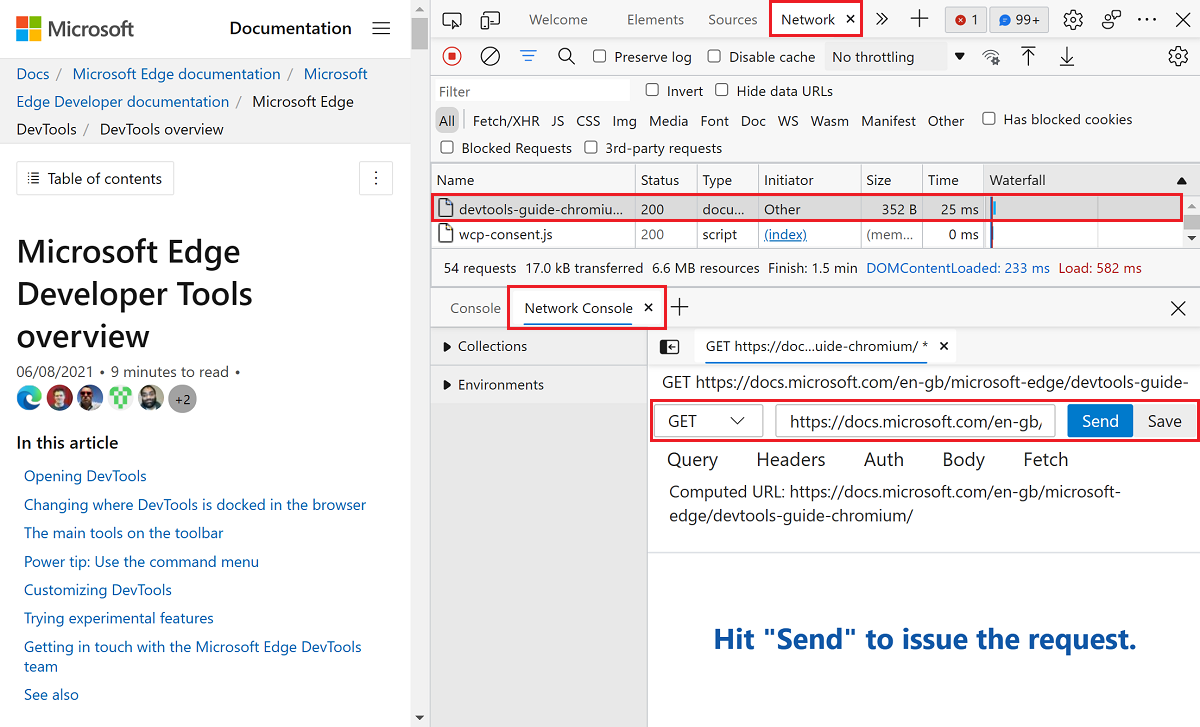 Microsoft
Documentation
Docs / Microsoft Edge documentation / Microsoft
Edge Developer documentation / Microsoft Edge
DevTools / DevTools overview
Table of contents
Microsoft Edge
Developer Tools
overview
06/08/2021 • 9 minutes to read •
+2
In this article
Opening DevTools
Changing where DevTools is docked in the browser
The main tools on the toolbar
Power tip: Use the command menu
Customizing DevTools
Trying experimental features
Getting in touch with the Microsoft Edge DevTools
team
See also
Welcome Elements Sources Network 1 99+
Preserve log Disable cache No throttling
Filter Invert Hide data URLs
All Fetch/XHR JS CSS Img Media Font Doc WS Wasm Manifest Other Has blocked cookies
Blocked Requests 3rd-party requests
Name Status Type Initiator Size Time Waterfall
devtools-guide-chromiu... 200 docu... Other 352 B 25 ms
wcp-consent.js 200 script (index) (mem... 0 ms
54 requests 17.0 kB transferred 6.6 MB resources Finish: 1.5 min DOMContentLoaded: 233 ms Load: 582 ms
Console Network Console
Collections
Environments
GET https://doc...uide-chromium/ *
GET https://docs.microsoft.com/en-gb/microsoft-edge/devtools-guide-
GET https://docs.microsoft.com/en-gb/ Send Save
Query Headers Auth Body Fetch
Computed URL: https://docs.microsoft.com/en-gb/microsoft-
edge/devtools-guide-chromium/
Hit "Send" to issue the request.